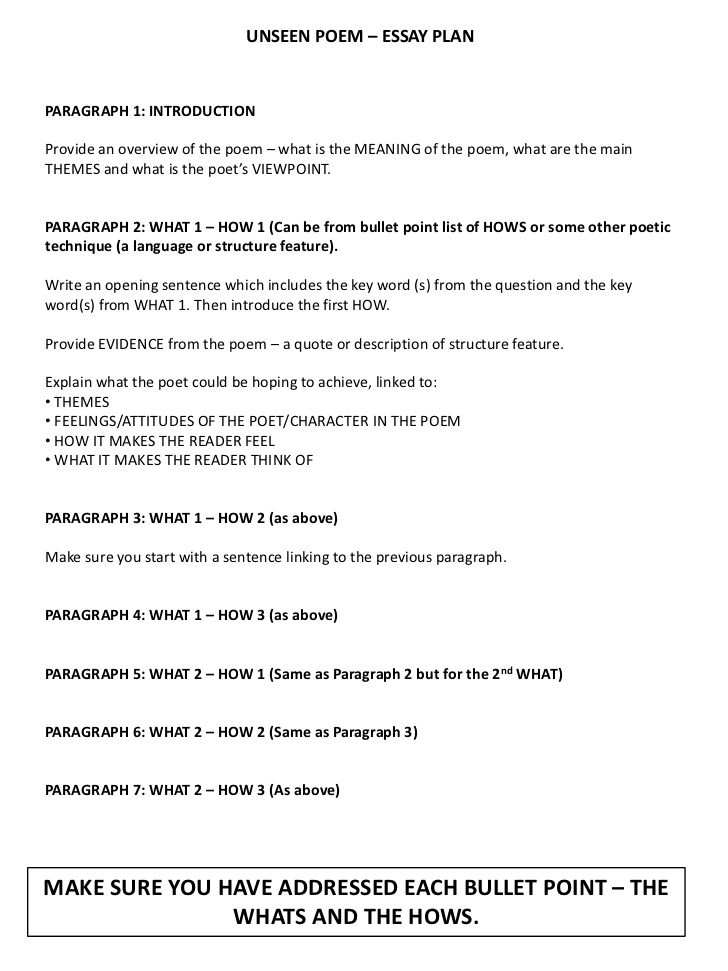 UNSEEN POEM – ESSAY PLAN
PARAGRAPH 1: INTRODUCTION
Provide an overview of the poem – what is the MEANING of the poem, what are the main
THEMES and what is the poet’s VIEWPOINT.
PARAGRAPH 2: WHAT 1 – HOW 1 (Can be from bullet point list of HOWS or some other poetic
technique (a language or structure feature).
Write an opening sentence which includes the key word (s) from the question and the key
word(s) from WHAT 1. Then introduce the first HOW.
Provide EVIDENCE from the poem – a quote or description of structure feature.
Explain what the poet could be hoping to achieve, linked to:
• THEMES
• FEELINGS/ATTITUDES OF THE POET/CHARACTER IN THE POEM
• HOW IT MAKES THE READER FEEL
• WHAT IT MAKES THE READER THINK OF
PARAGRAPH 3: WHAT 1 – HOW 2 (as above)
Make sure you start with a sentence linking to the previous paragraph.
PARAGRAPH 4: WHAT 1 – HOW 3 (as above)
PARAGRAPH 5: WHAT 2 – HOW 1 (Same as Paragraph 2 but for the 2nd WHAT)
PARAGRAPH 6: WHAT 2 – HOW 2 (Same as Paragraph 3)
PARAGRAPH 7: WHAT 2 – HOW 3 (As above)
MAKE SURE YOU HAVE ADDRESSED EACH BULLET POINT – THE
WHATS AND THE HOWS.